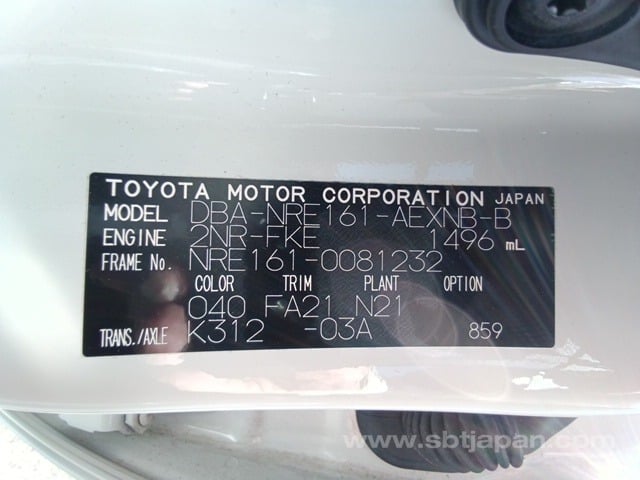 TOYOTA MOTOR CORPORATION JAPAN
MODEL DBA-NRE161-AEXNB-B
ENGINE 2NR-FKE 1496 mL
FRAME No. NRE161-0081232
COLOR TRIM PLANT OPTION
040 FA21 N21
TRANS./AXLE K312 -03A 859
www.sbtjapan.com